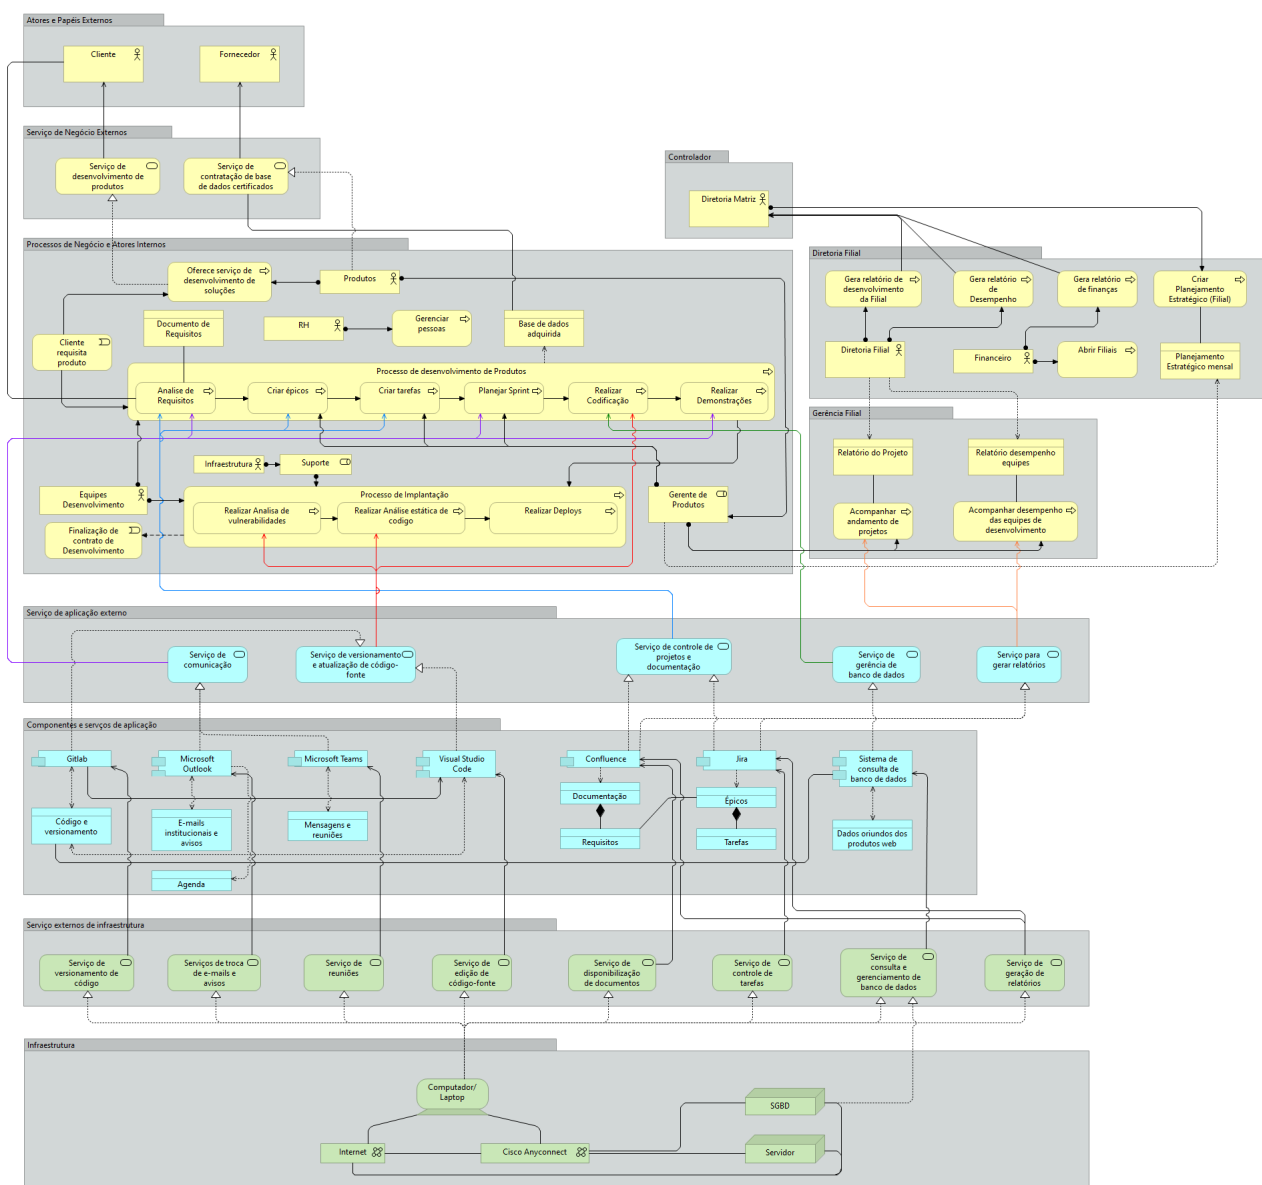 Atores e Papéis Externos
Cliente
Fornecedor
Serviço de Negócio Externos
Serviço de
desenvolvimento de
produtos
Serviço de
contratação de base
de dados certificados
Controlador
Diretoria Matriz
Processos de Negócio e Atores Internos
Oferece serviço de
desenvolvimento de
soluções
Produtos
Documento de
Requisitos
RH
Gerenciar
pessoas
Base de dados
adquirida
Cliente
requisita
produto
Processo de desenvolvimento de Produtos
Analise de
Requisitos
Criar épicos
Criar tarefas
Planejar Sprint
Realizar
Codificação
Realizar
Demonstrações
Infraestrutura
Suporte
Equipes
Desenvolvimento
Processo de Implantação
Realizar Analisa de
vulnerabilidades
Realizar Análise estática de
codigo
Realizar Deploys
Gerente de
Produtos
Finalização de
contrato de
Desenvolvimento
Diretoria Filial
Gera relatório de
desenvolvimento
da Filial
Gera relatório
de
Desempenho
Gera relatório
de finanças
Criar
Planejamento
Estratégico (Filial)
Diretoria Filial
Financeiro
Abrir Filiais
Planejamento
Estratégico mensal
Gerência Filial
Relatório do Projeto
Relatório desempenho
equipes
Acompanhar
andamento de
projetos
Acompanhar desempenho
das equipes de
desenvolvimento
Serviço de aplicação externo
Serviço de
comunicação
Serviço de versionamento
e atualização de código-
fonte
Serviço de controle de
projetos e
documentação
Serviço de
gerência de
banco de dados
Serviço para
gerar relatórios
Componentes e servços de aplicação
Gitlab
Microsoft
Outlook
Microsoft Teams
Visual Studio
Code
Confluence
Jira
Sistema de
consulta de
banco de dados
Código e
versionamento
E-mails
institucionais e
avisos
Mensagens e
reuniões
Documentação
Épicos
Requisitos
Tarefas
Dados oriundos dos
produtos web
Agenda
Serviço externos de infraestrutura
Serviço de
versionamento de
código
Serviços de troca
de e-mails e
avisos
Serviço de
reuniões
Serviço de
edição de
código-fonte
Serviço de
disponibilização
de documentos
Serviço de
controle de
tarefas
Serviço de
consulta e
gerenciamento de
banco de dados
Serviço de
geração de
relatórios
Infraestrutura
Computador/
Laptop
SGBD
Internet
Cisco Anyconnect
Servidor